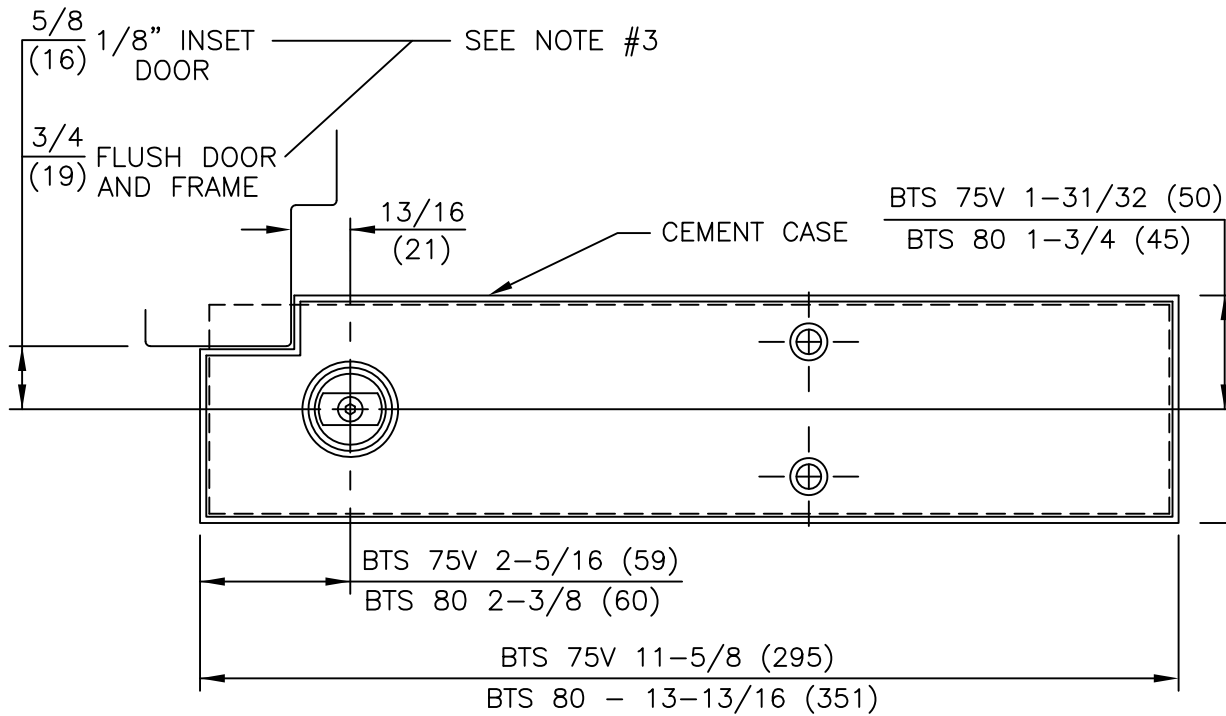 5/8
(16)
1/8” INSET
DOOR
SEE NOTE #3
3/4
(19)
FLUSH DOOR
AND FRAME
13/16
(21)
CEMENT CASE
BTS 75V 1-31/32 (50)
BTS 80 1-3/4 (45)
BTS 75V 2-5/16 (59)
BTS 80 2-3/8 (60)
BTS 75V 11-5/8 (295)
BTS 80 - 13-13/16 (351)